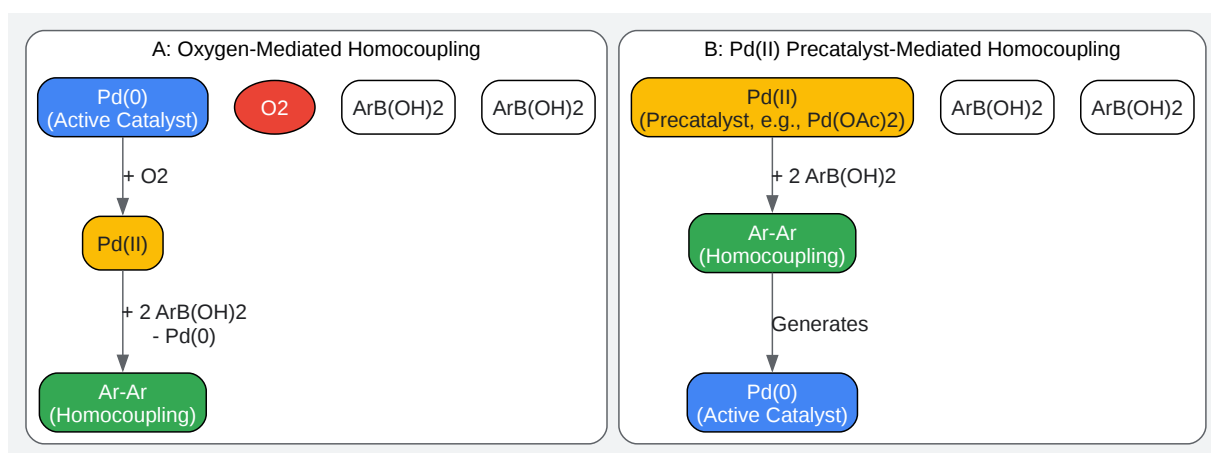 A: Oxygen-Mediated Homocoupling
Pd(0)
(Active Catalyst)
O2
ArB(OH)2
ArB(OH)2
+ O2
Pd(II)
+ 2 ArB(OH)2
- Pd(0)
Ar-Ar
(Homocoupling)
B: Pd(II) Precatalyst-Mediated Homocoupling
Pd(II)
(Precatalyst, e.g., Pd(OAc)2)
ArB(OH)2
ArB(OH)2
+ 2 ArB(OH)2
Ar-Ar
(Homocoupling)
Generates
Pd(0)
(Active Catalyst)